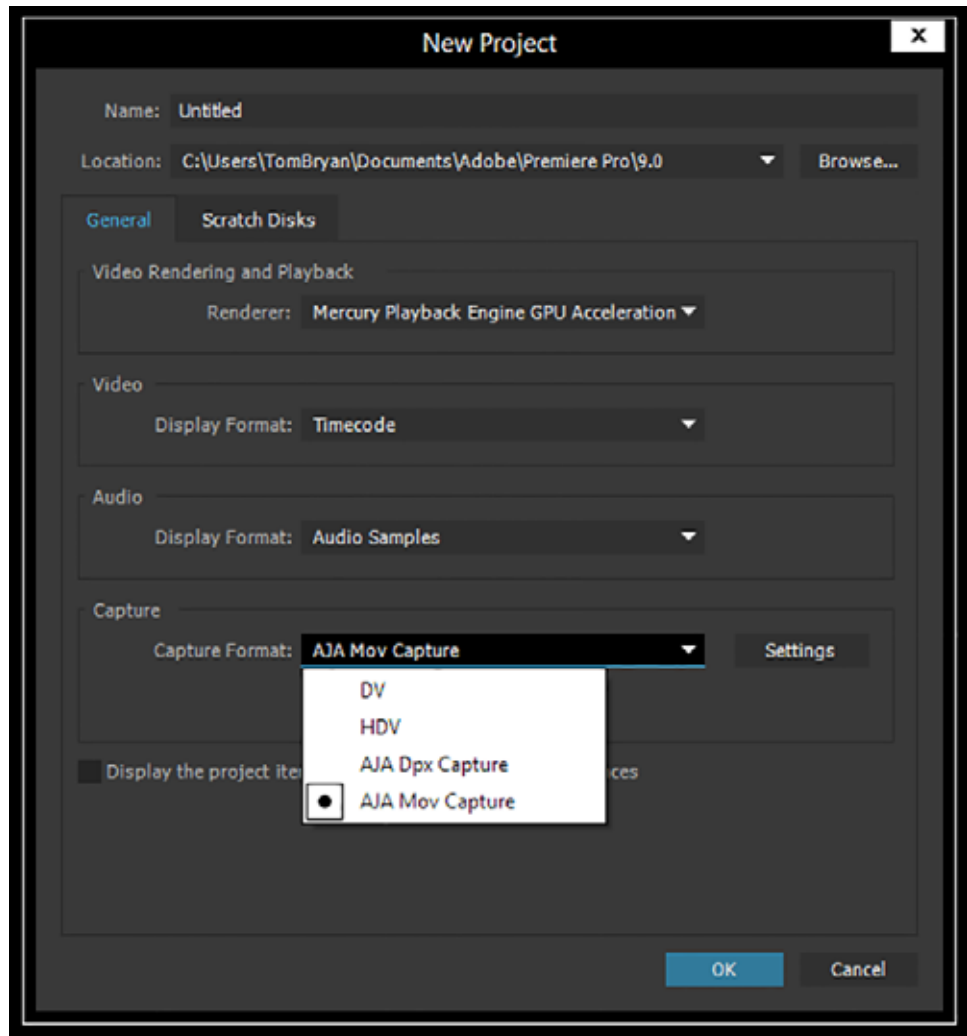 New Project
x
Name: Untitled
Location: C:\Users\TomBryan\Documents\Adobe\Premiere Pro\9.0 Browse...
General Scratch Disks
Video Rendering and Playback
Renderer: Mercury Playback Engine GPU Acceleration
Video
Display Format: Timecode
Audio
Display Format: Audio Samples
Capture
Capture Format: AJA Mov Capture Settings
DV
HDV
AJA Dpx Capture
Display the project
AJA Mov Capture
OK Cancel